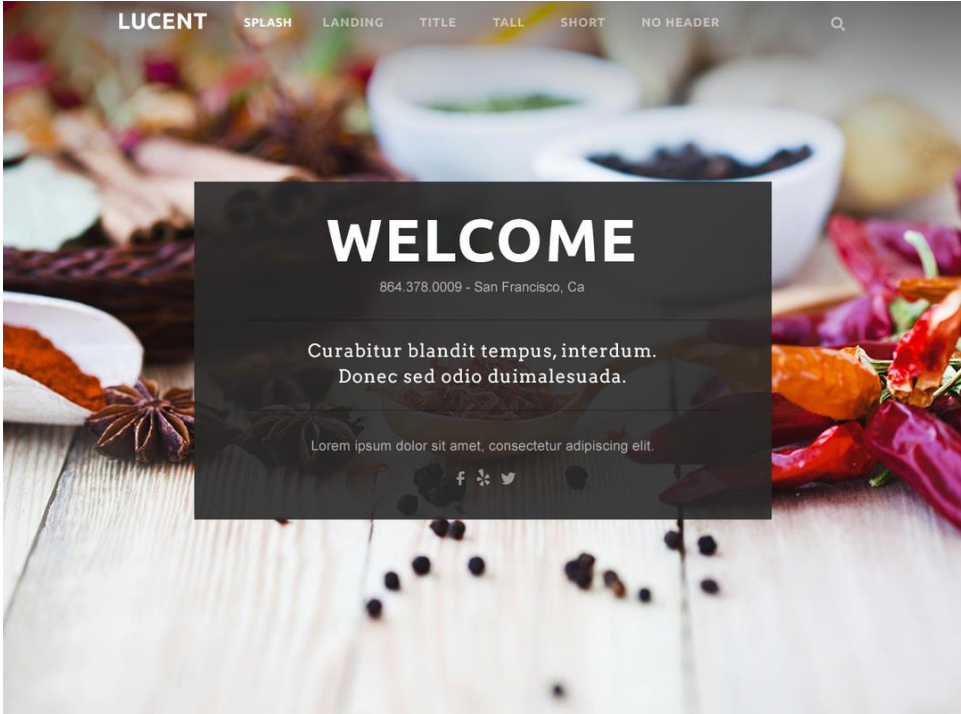 LUCENT SPLASH LANDING TITLE TALL SHORT NO HEADER
WELCOME
864.378.0009 - San Francisco, Ca
Curabitur blandit tempus, interdum.
Donec sed odio duimalesuada.
Lorem ipsum dolor sit amet, consectetur adipiscing elit.